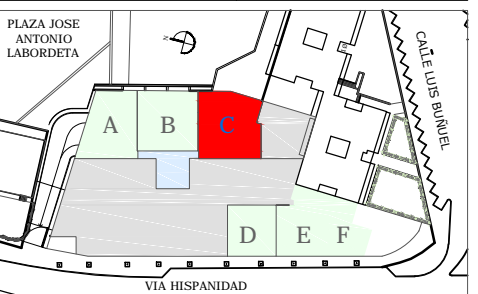 PLAZA JOSE
ANTONIO
LABORDETA
N
CALLE LUIS BUÑUEL
A
B
C
D
E
F
VIA HISPANIDAD